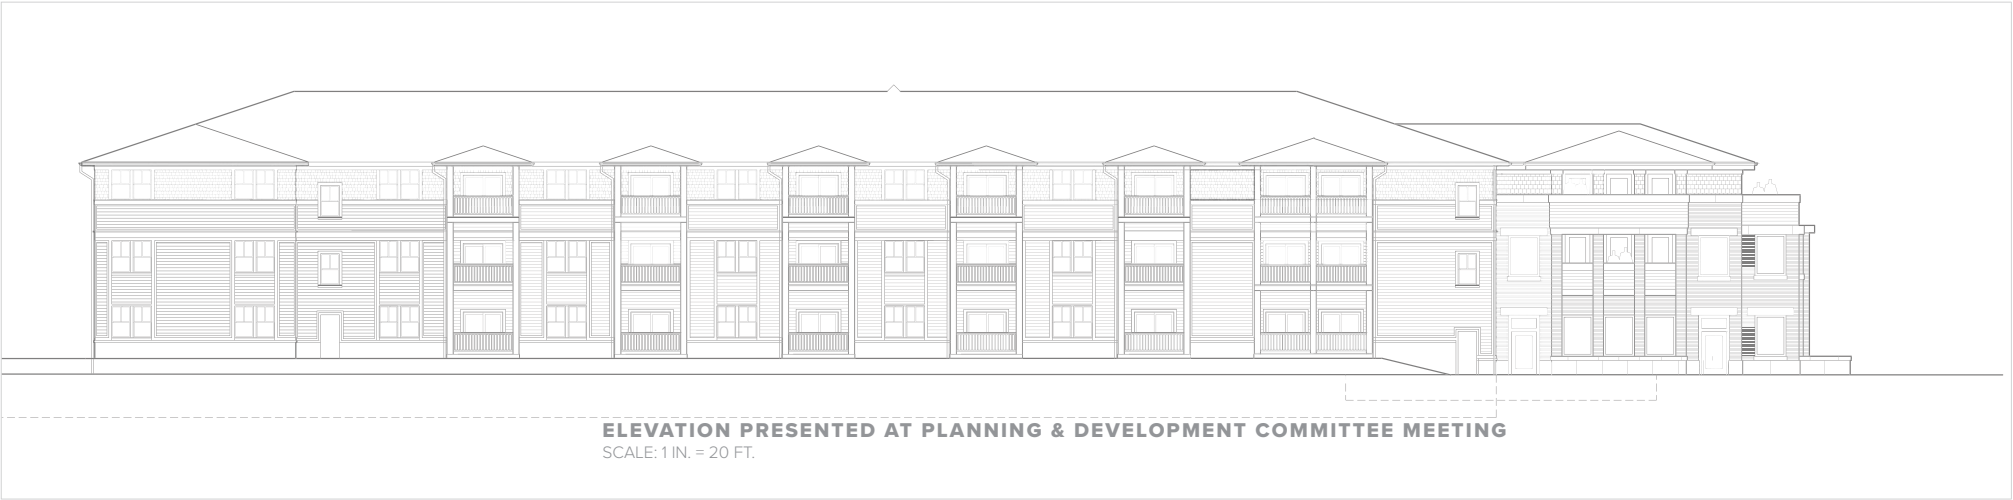 ELEVATION PRESENTED AT PLANNING & DEVELOPMENT COMMITTEE MEETING
SCALE: 1 IN. = 20 FT.